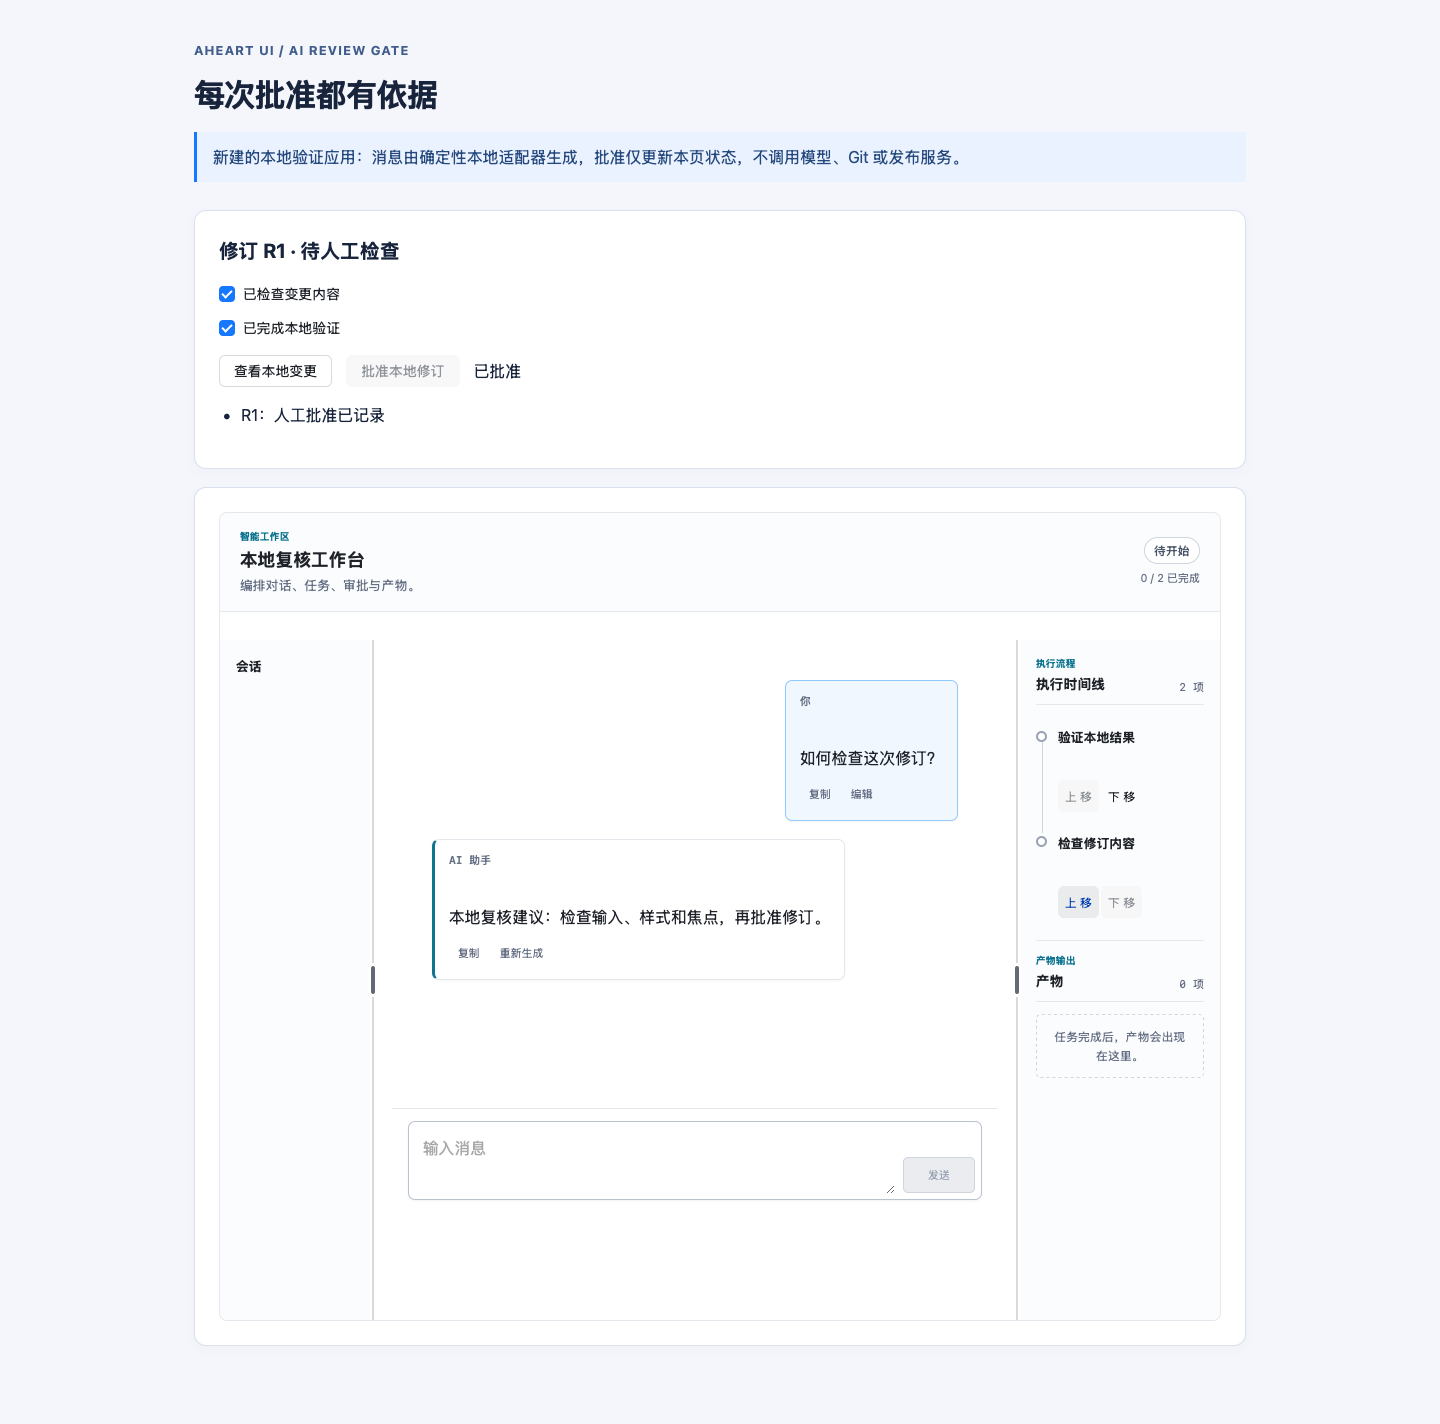 AHEART UI / AI REVIEW GATE
每次批准都有依据
新建的本地验证应用：消息由确定性本地适配器生成，批准仅更新本页状态，不调用模型、Git 或发布服务。
修订 R1 · 待人工检查
已检查变更内容
已完成本地验证
查看本地变更 批准本地修订 已批准
R1：人工批准已记录
智能工作区
本地复核工作台
编排对话、任务、审批与产物。
待开始
0 / 2 已完成
会话
你
如何检查这次修订?
复制 编辑
AI 助手
本地复核建议：检查输入、样式和焦点，再批准修订。
复制 重新生成
输入消息
发送
执行流程
执行时间线 2 项
验证本地结果
上 移 下 移
检查修订内容
上 移 下 移
产物输出
产物 0 项
任务完成后，产物会出现
在这里。